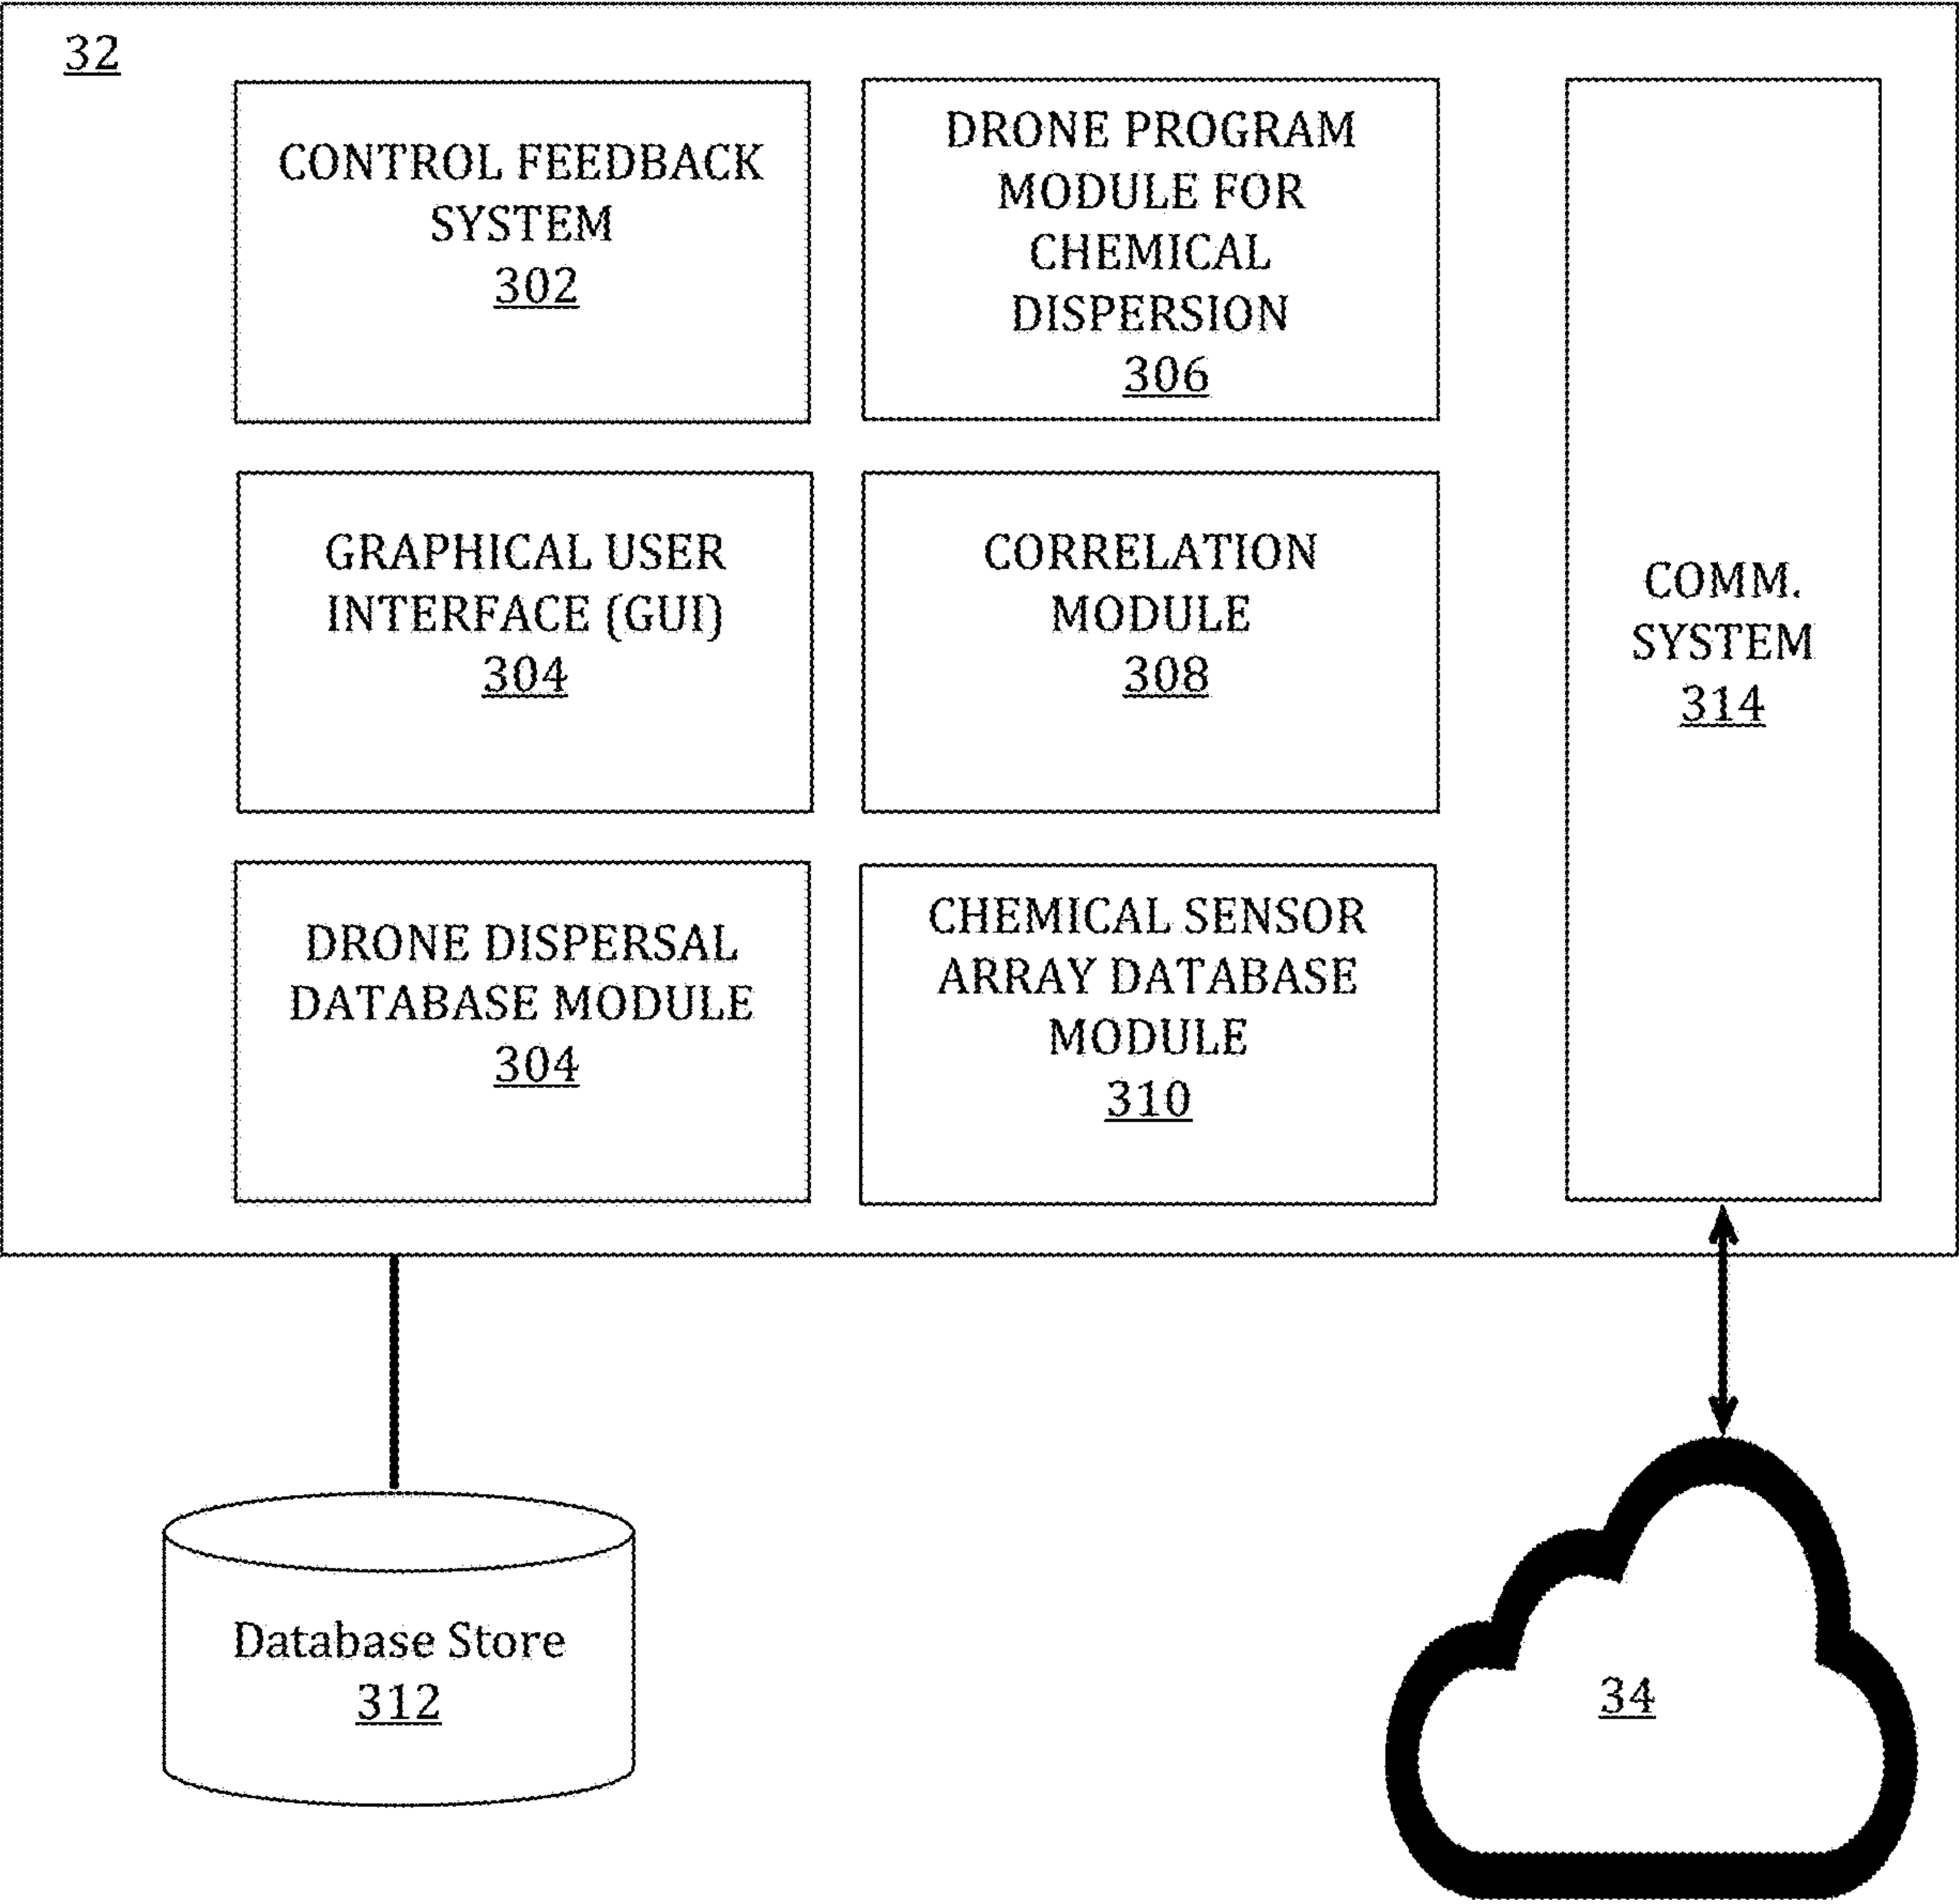 32
CONTROL FEEDBACK
SYSTEM
302
DRONE PROGRAM
MODULE FOR
CHEMICAL
DISPERSION
306
GRAPHICAL USER
INTERFACE (GUI)
304
CORRELATION
MODULE
308
COMM.
SYSTEM
314
DRONE DISPERSAL
DATABASE MODULE
304
CHEMICAL SENSOR
ARRAY DATABASE
MODULE
310
Database Store
312
34